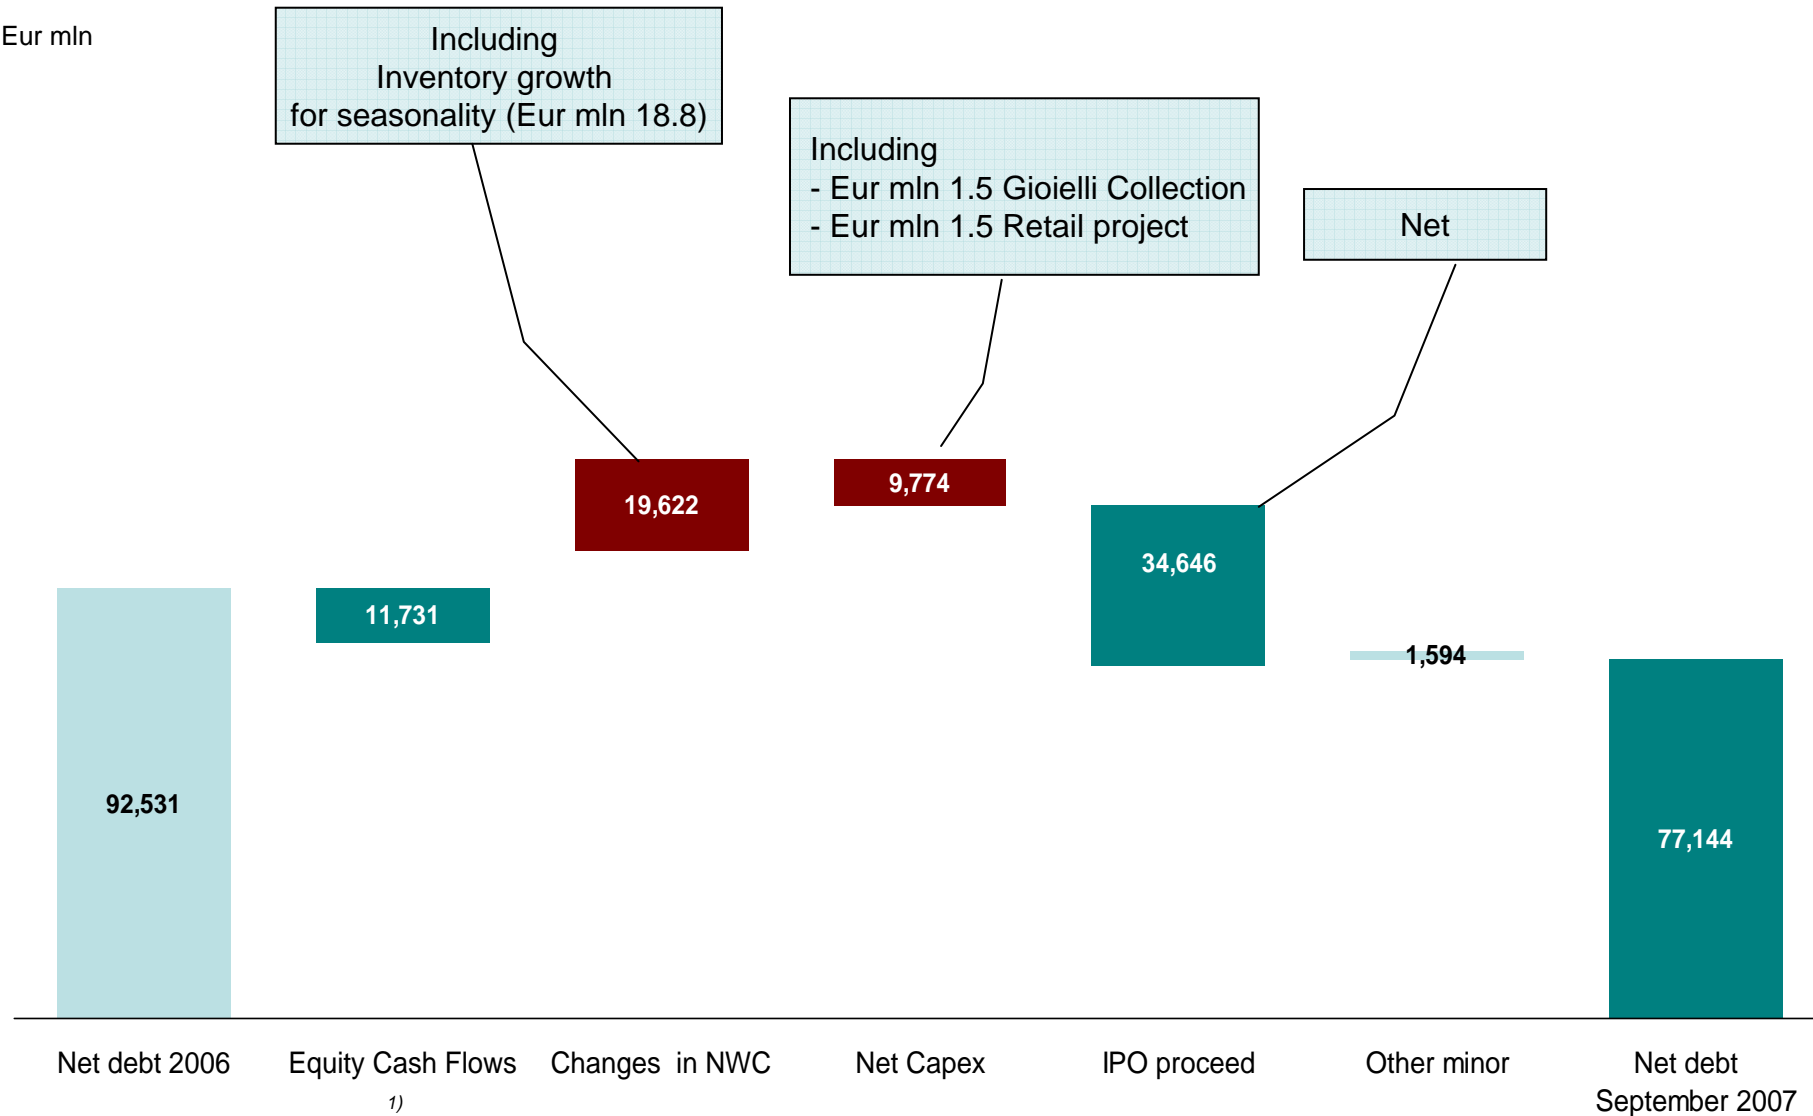 Eur mln
Including
Inventory growth
for seasonality (Eur mln 18.8)
Including
- Eur mln 1.5 Gioielli Collection
- Eur mln 1.5 Retail project
Net
19,622
9,774
34,646
11,731
1,594
92,531
77,144
Net debt 2006
Equity Cash Flows
1)
Changes in NWC
Net Capex
IPO proceed
Other minor
Net debt
September 2007